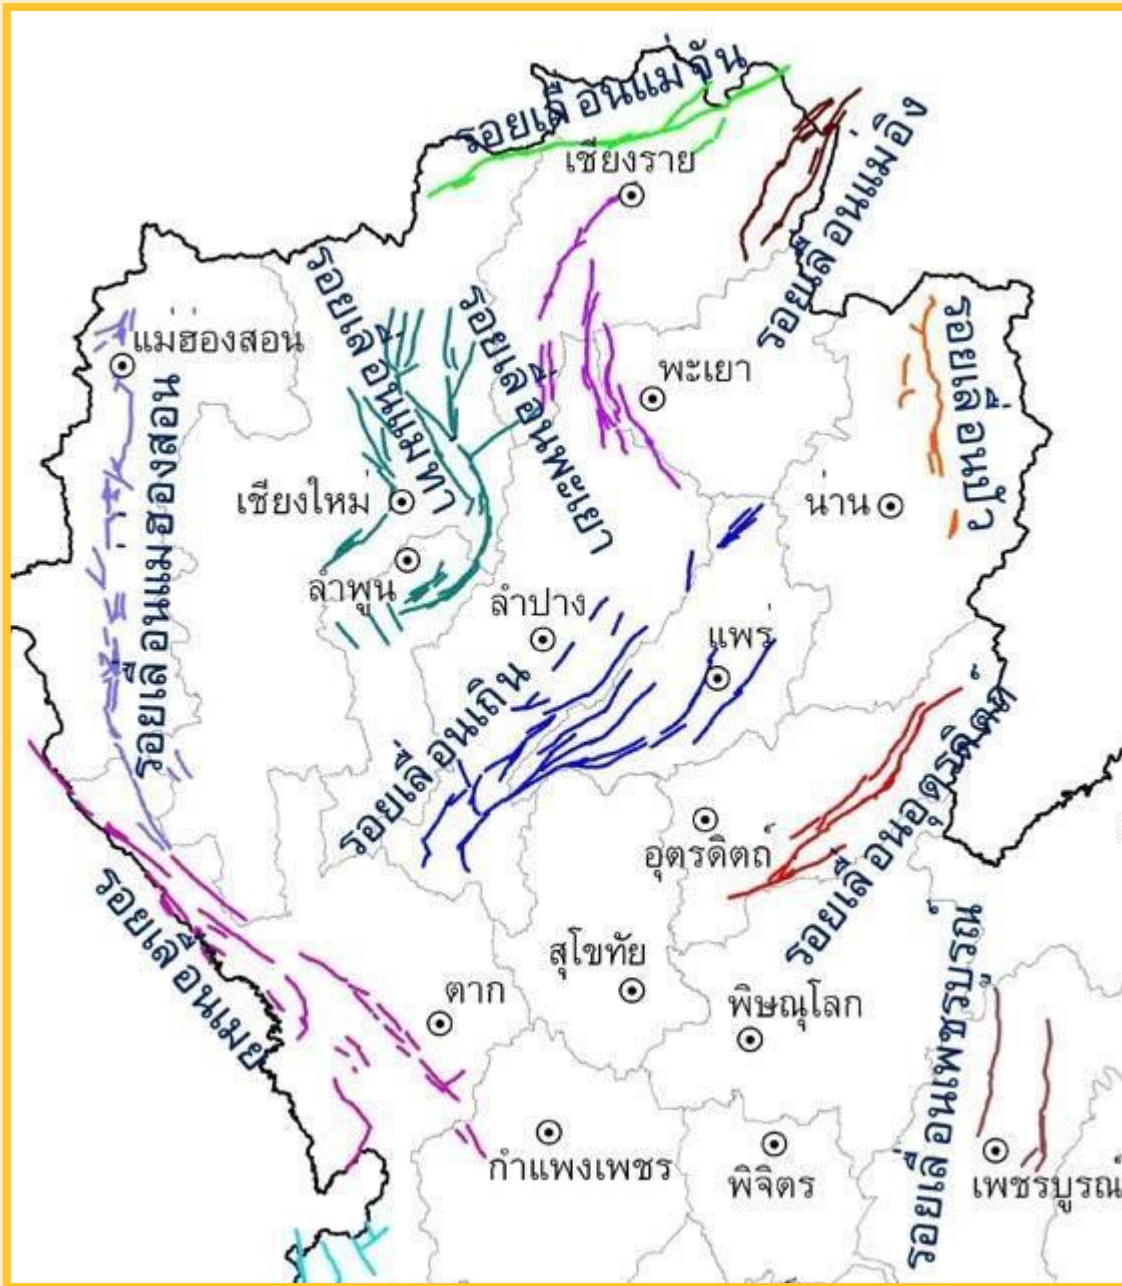 รอยเลื่อนแม่จัน
เชียงราย
รอยเลื่อนแม่อิง
รอยเลื่อนแม่ทา
รอยเลื่อนพะเยา
รอยเลื่อนปัว
แม่ฮ่องสอน
พะเยา
รอยเลื่อนแม่ฮ่องสอน
เชียงใหม่
น่าน
ลำพูน
ลำปาง
แพร่
รอยเลื่อนเถิน
รอยเลื่อนอุตรดิตถ์
อุตรดิตถ์
รอยเลื่อนเมย
สุโขทัย
ตาก
พิษณุโลก
รอยเลื่อนเพชรบูรณ์
กำแพงเพชร
พิจิตร
เพชรบูรณ์